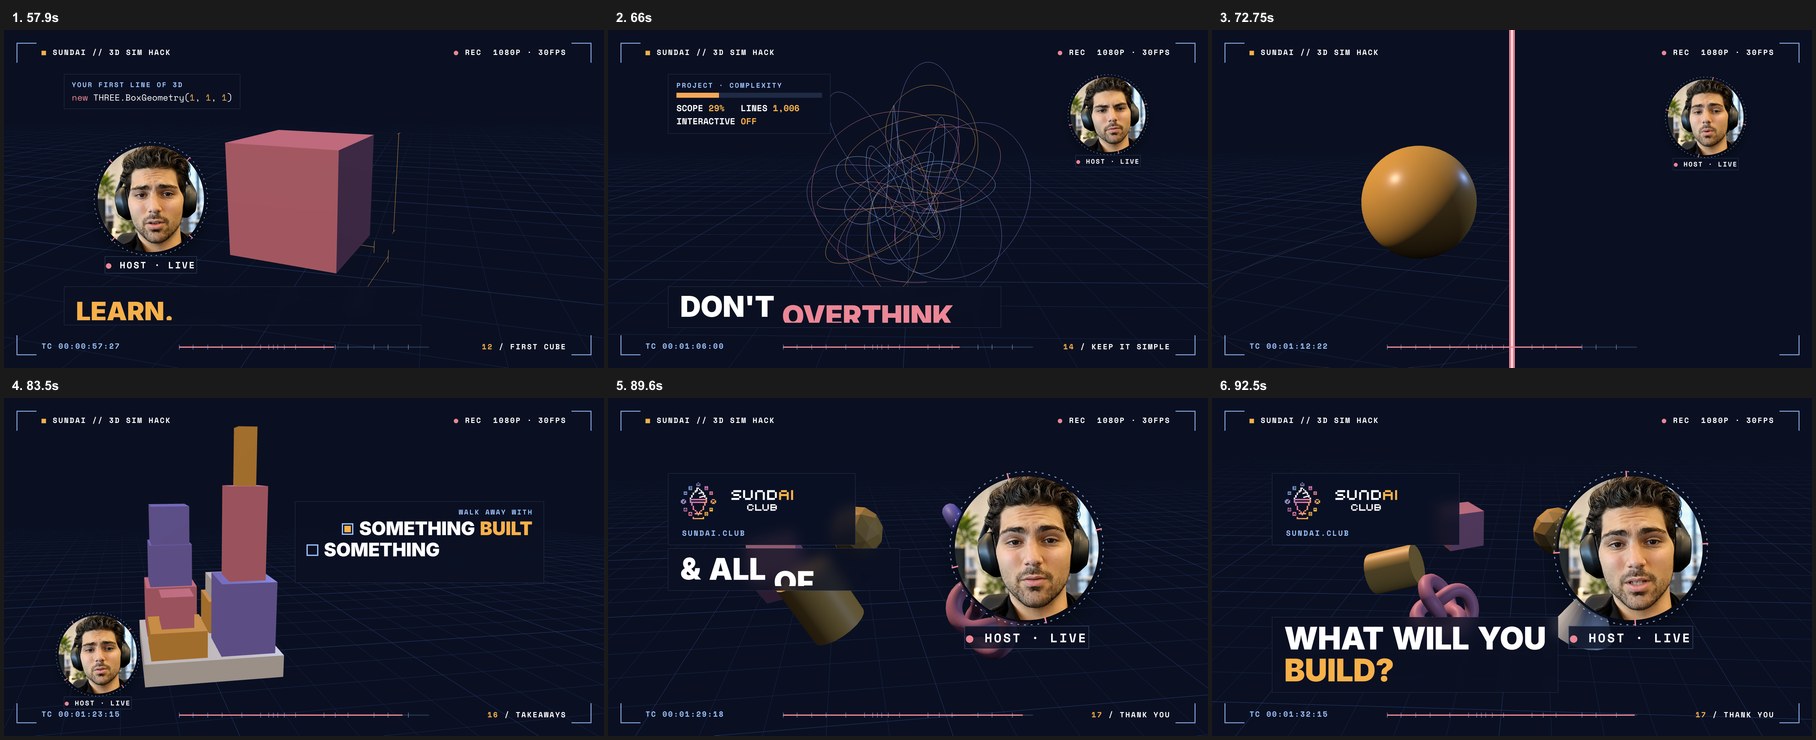 1. 57.9s
SUNDAI // 3D SIM HACK
REC 1080P · 30FPS
YOUR FIRST LINE OF 3D
new THREE.BoxGeometry(1, 1, 1)
HOST · LIVE
LEARN.
TC 00:00:57:27
12 / FIRST CUBE
2. 66s
SUNDAI // 3D SIM HACK
REC 1080P · 30FPS
PROJECT · COMPLEXITY
SCOPE 29% LINES 1,006
INTERACTIVE OFF
HOST · LIVE
DON'T OVERTHINK
TC 00:01:06:00
14 / KEEP IT SIMPLE
3. 72.75s
SUNDAI // 3D SIM HACK
REC 1080P · 30FPS
HOST · LIVE
TC 00:01:12:22
4. 83.5s
SUNDAI // 3D SIM HACK
REC 1080P · 30FPS
WALK AWAY WITH
SOMETHING BUILT
SOMETHING
HOST · LIVE
TC 00:01:23:15
16 / TAKEAWAYS
5. 89.6s
SUNDAI // 3D SIM HACK
REC 1080P · 30FPS
SUNDAI
CLUB
SUNDAI.CLUB
& ALL OF
HOST · LIVE
TC 00:01:29:18
17 / THANK YOU
6. 92.5s
SUNDAI // 3D SIM HACK
REC 1080P · 30FPS
SUNDAI
CLUB
SUNDAI.CLUB
WHAT WILL YOU
BUILD?
HOST · LIVE
TC 00:01:32:15
17 / THANK YOU